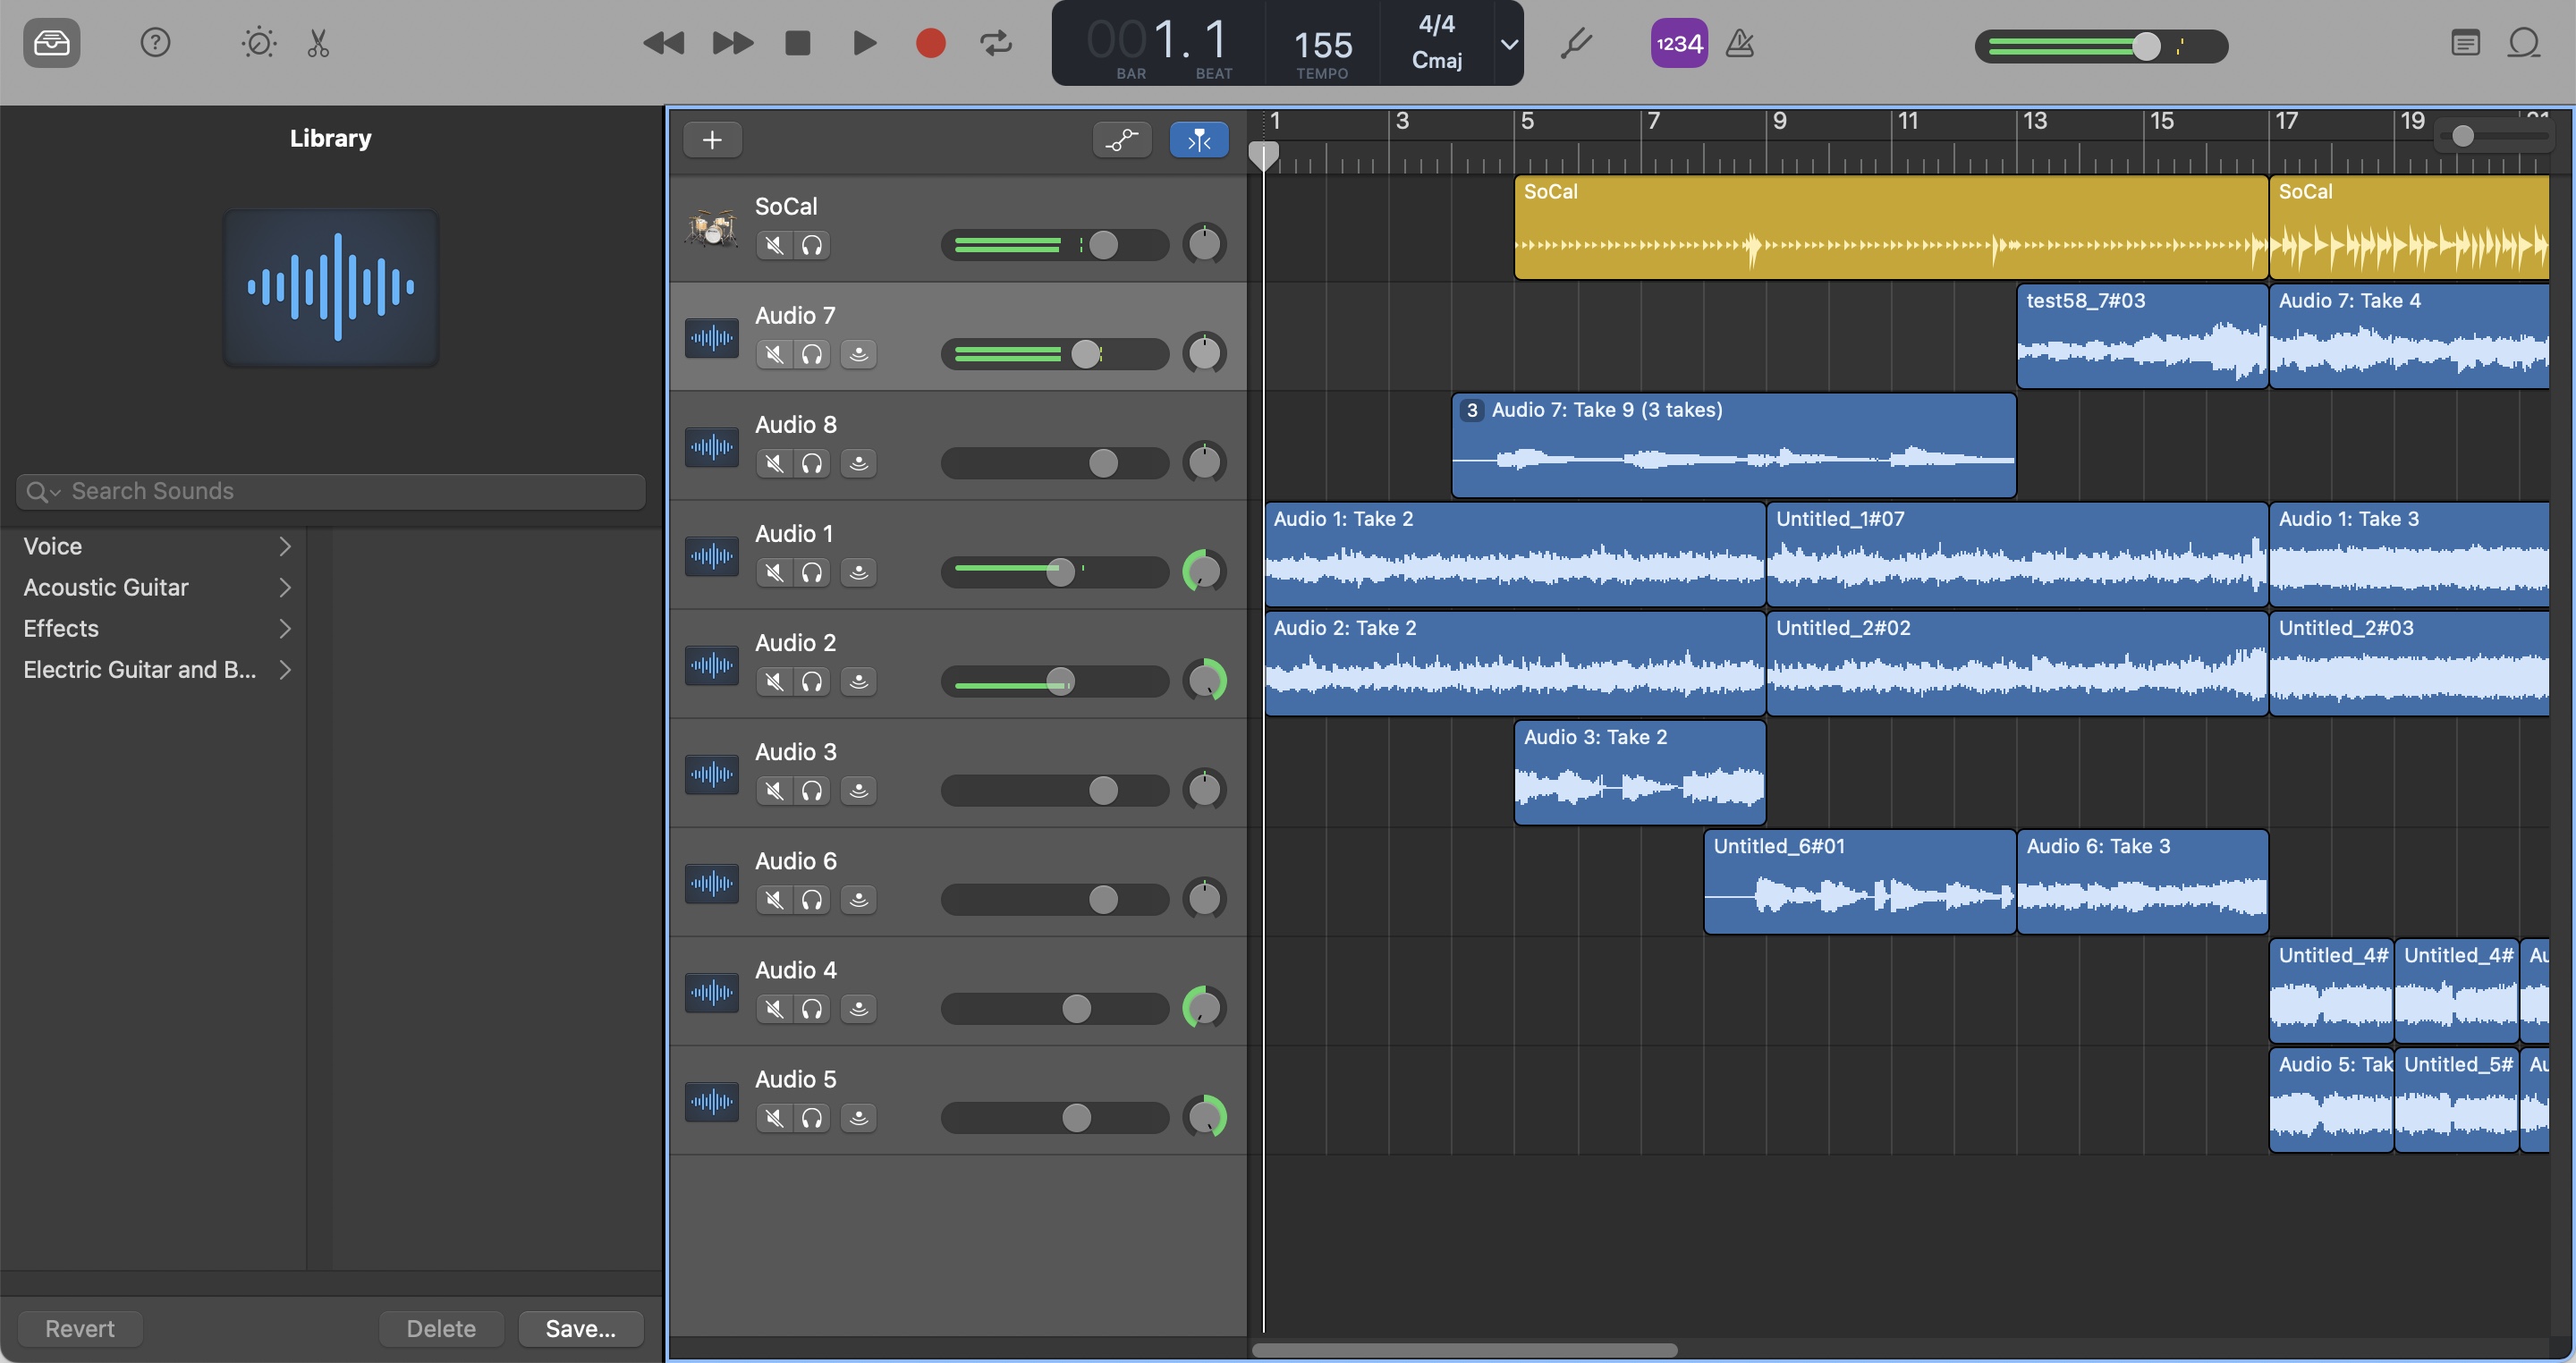 001. 1
BAR
BEAT
155
TEMPO
4/4
Cmaj
1234
Library
Search Sounds
Voice
Acoustic Guitar
Effects
Electric Guitar and B...
Revert
Delete
Save...
1 3 5 7 9 11 13 15 17 19 21
SoCal
SoCal
SoCal
Audio 7
test58_7#03
Audio 7: Take 4
Audio 8
3 Audio 7: Take 9 (3 takes)
Audio 1
Audio 1: Take 2
Untitled_1#07
Audio 1: Take 3
Audio 2
Audio 2: Take 2
Untitled_2#02
Untitled_2#03
Audio 3
Audio 3: Take 2
Audio 6
Untitled_6#01
Audio 6: Take 3
Audio 4
Untitled_4#
Untitled_4#
Au
Audio 5
Audio 5: Tak
Untitled_5#
Au